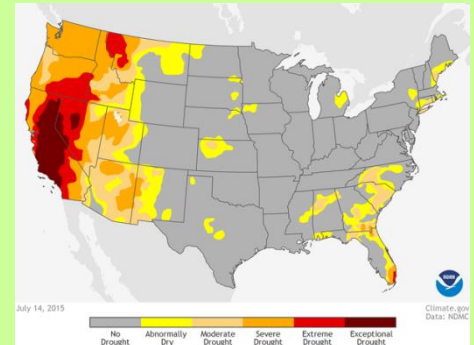 NOAA
July 14, 2015
Climate.gov
Data: NDMC
No
Drought
Abnormally
Dry
Moderate
Drought
Severe
Drought
Extreme
Drought
Exceptional
Drought